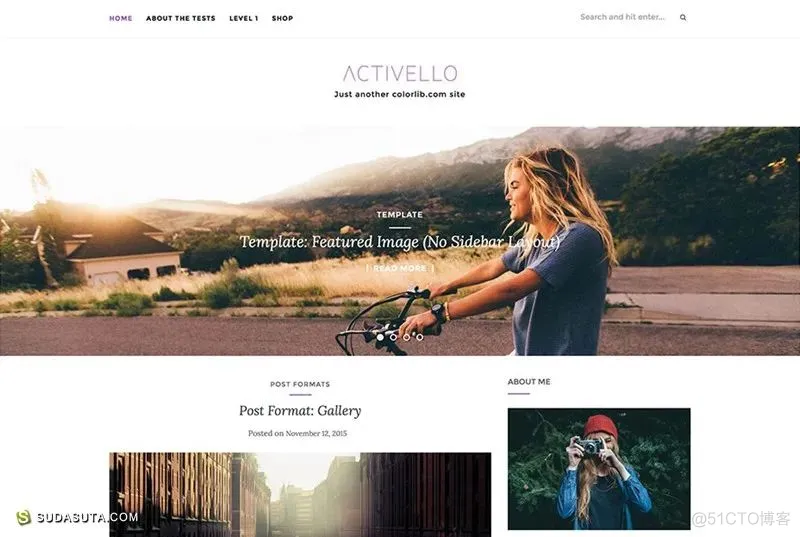 HOME ABOUT THE TESTS LEVEL 1 SHOP Search and hit enter...
ACTIVELLO
Just another colorlib.com site
TEMPLATE
Template: Featured Image (No Sidebar Layout)
| READ MORE |
POST FORMATS
Post Format: Gallery
Posted on November 12, 2015
ABOUT ME
SUDASUTA.COM
@51CTO博客